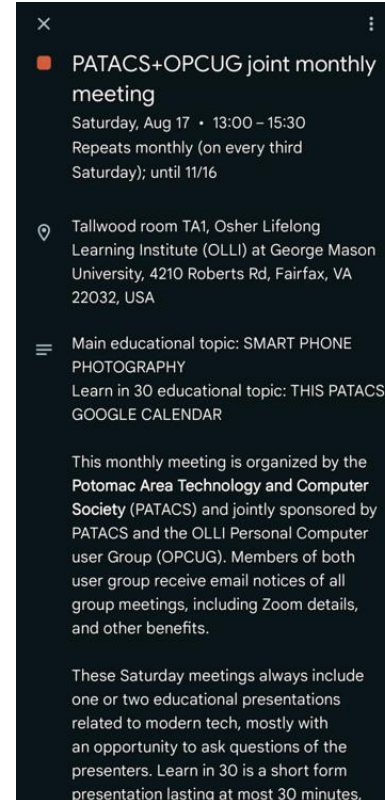 PATACS+OPCUG joint monthly
meeting
Saturday, Aug 17 • 13:00 – 15:30
Repeats monthly (on every third
Saturday); until 11/16
Tallwood room TA1, Osher Lifelong
Learning Institute (OLLI) at George Mason
University, 4210 Roberts Rd, Fairfax, VA
22032, USA
Main educational topic: SMART PHONE
PHOTOGRAPHY
Learn in 30 educational topic: THIS PATACS
GOOGLE CALENDAR
This monthly meeting is organized by the
Potomac Area Technology and Computer
Society (PATACS) and jointly sponsored by
PATACS and the OLLI Personal Computer
user Group (OPCUG). Members of both
user group receive email notices of all
group meetings, including Zoom details,
and other benefits.
These Saturday meetings always include
one or two educational presentations
related to modern tech, mostly with
an opportunity to ask questions of the
presenters. Learn in 30 is a short form
presentation lasting at most 30 minutes,